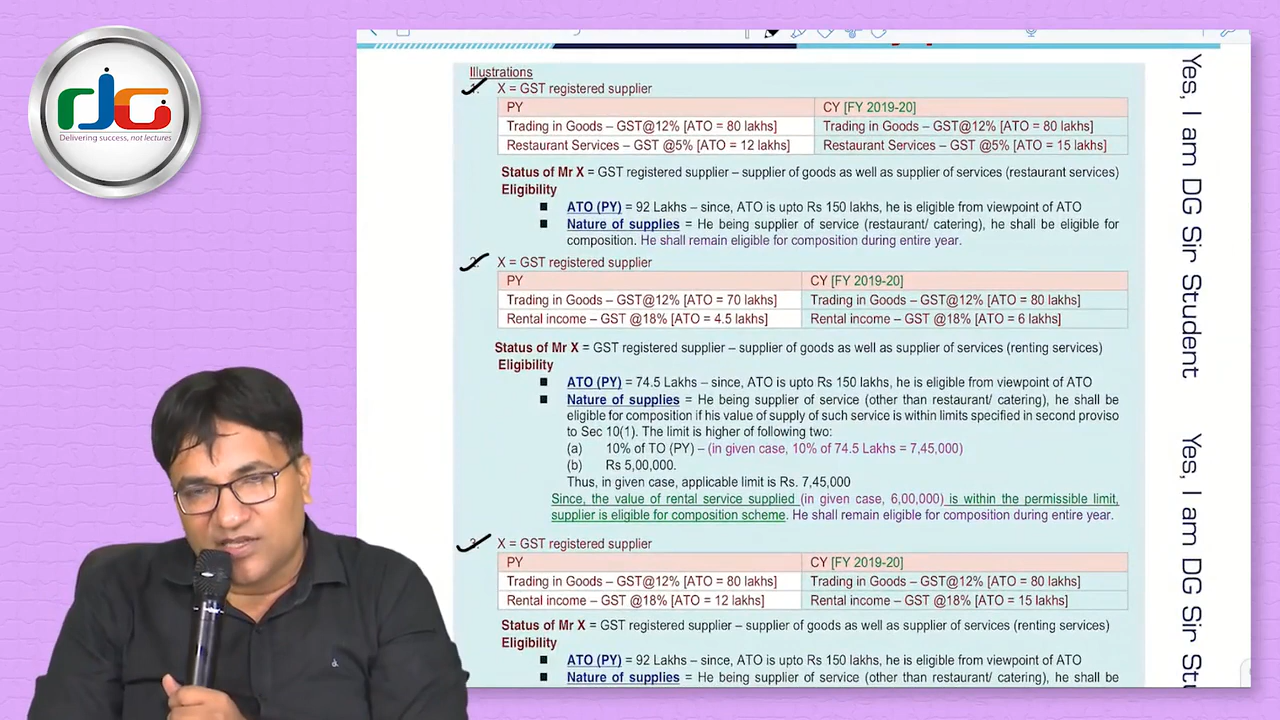 Delivering success, not lectures
Illustrations
X = GST registered supplier
PY CY [FY 2019-20]
Trading in Goods – GST@12% [ATO = 80 lakhs] Trading in Goods – GST@12% [ATO = 80 lakhs]
Restaurant Services – GST @5% [ATO = 12 lakhs] Restaurant Services – GST @5% [ATO = 15 lakhs]
Status of Mr X = GST registered supplier – supplier of goods as well as supplier of services (restaurant services)
Eligibility
■ ATO (PY) = 92 Lakhs – since, ATO is upto Rs 150 lakhs, he is eligible from viewpoint of ATO
■ Nature of supplies = He being supplier of service (restaurant/ catering), he shall be eligible for
composition. He shall remain eligible for composition during entire year.
2. X = GST registered supplier
PY CY [FY 2019-20]
Trading in Goods – GST@12% [ATO = 70 lakhs] Trading in Goods – GST@12% [ATO = 80 lakhs]
Rental income – GST @18% [ATO = 4.5 lakhs] Rental income – GST @18% [ATO = 6 lakhs]
Status of Mr X = GST registered supplier – supplier of goods as well as supplier of services (renting services)
Eligibility
■ ATO (PY) = 74.5 Lakhs – since, ATO is upto Rs 150 lakhs, he is eligible from viewpoint of ATO
■ Nature of supplies = He being supplier of service (other than restaurant/ catering), he shall be
eligible for composition if his value of supply of such service is within limits specified in second proviso
to Sec 10(1). The limit is higher of following two:
(a) 10% of TO (PY) – (in given case, 10% of 74.5 Lakhs = 7,45,000)
(b) Rs 5,00,000.
Thus, in given case, applicable limit is Rs. 7,45,000
Since, the value of rental service supplied (in given case, 6,00,000) is within the permissible limit,
supplier is eligible for composition scheme. He shall remain eligible for composition during entire year.
3. X = GST registered supplier
PY CY [FY 2019-20]
Trading in Goods – GST@12% [ATO = 80 lakhs] Trading in Goods – GST@12% [ATO = 80 lakhs]
Rental income – GST @18% [ATO = 12 lakhs] Rental income – GST @18% [ATO = 15 lakhs]
Status of Mr X = GST registered supplier – supplier of goods as well as supplier of services (renting services)
Eligibility
■ ATO (PY) = 92 Lakhs – since, ATO is upto Rs 150 lakhs, he is eligible from viewpoint of ATO
■ Nature of supplies = He being supplier of service (other than restaurant/ catering), he shall be
Yes, I am DG Sir Student
Yes, I am DG Sir